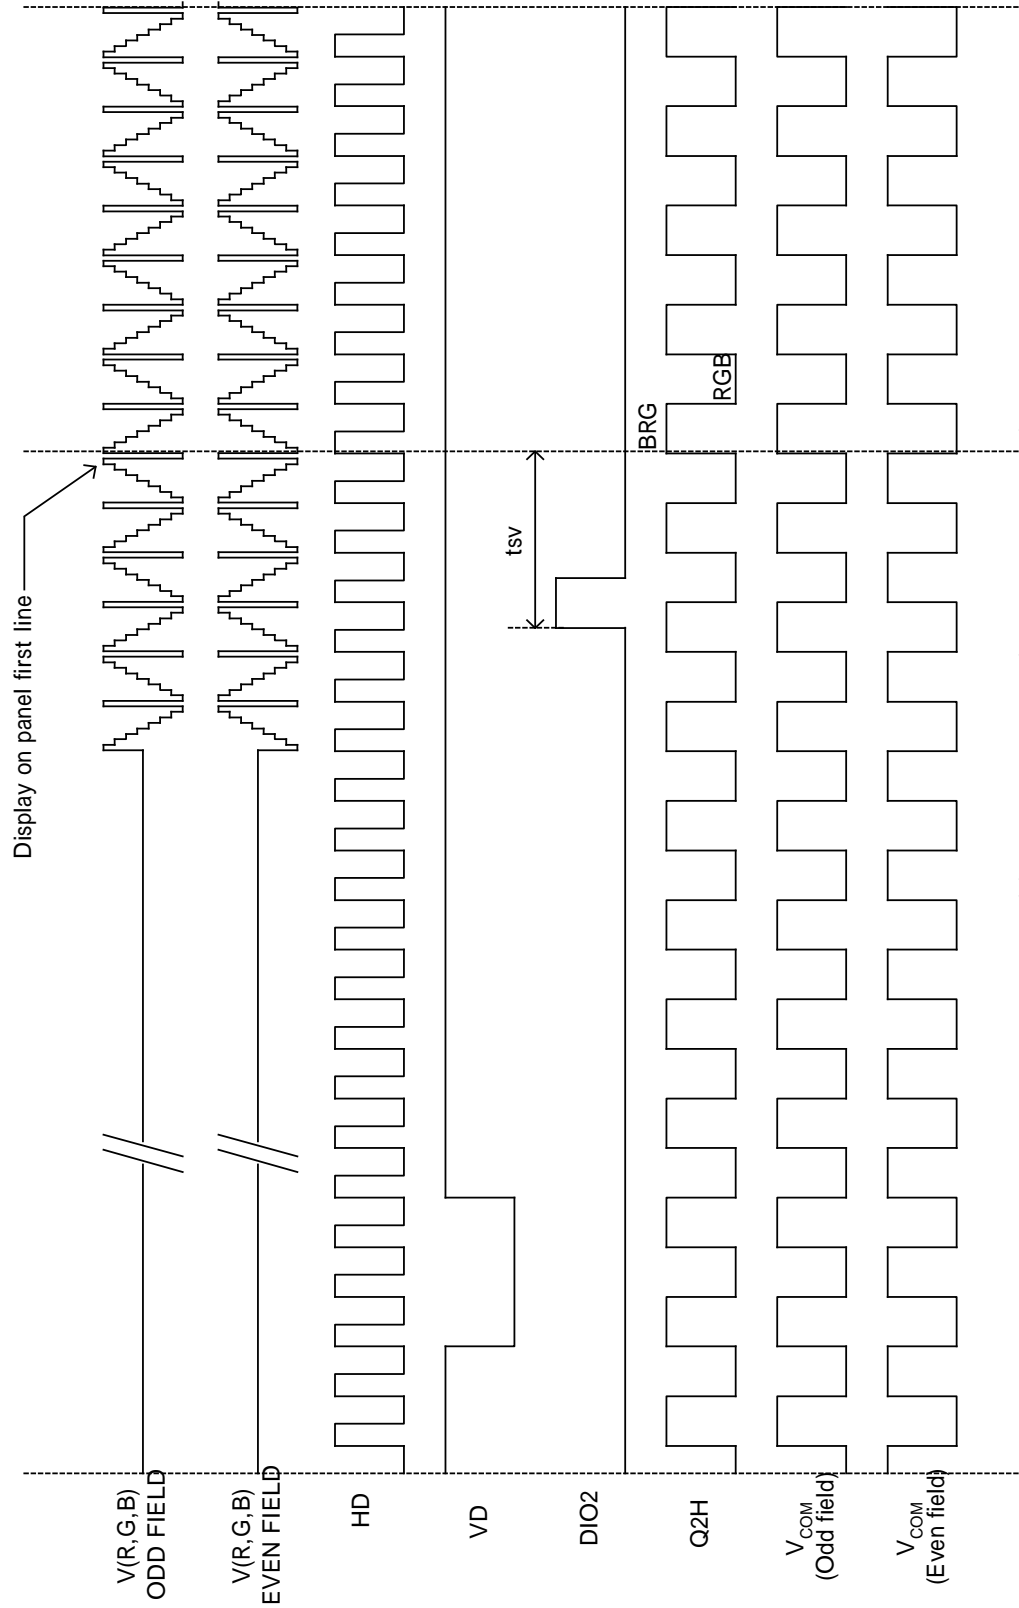 Display on panel first line
V(R,G,B)
ODD FIELD
V(R,G,B)
EVEN FIELD
HD
VD
tsv
DIO2
BRG
RGB
Q2H
VCOM
(Odd field)
VCOM
(Even field)